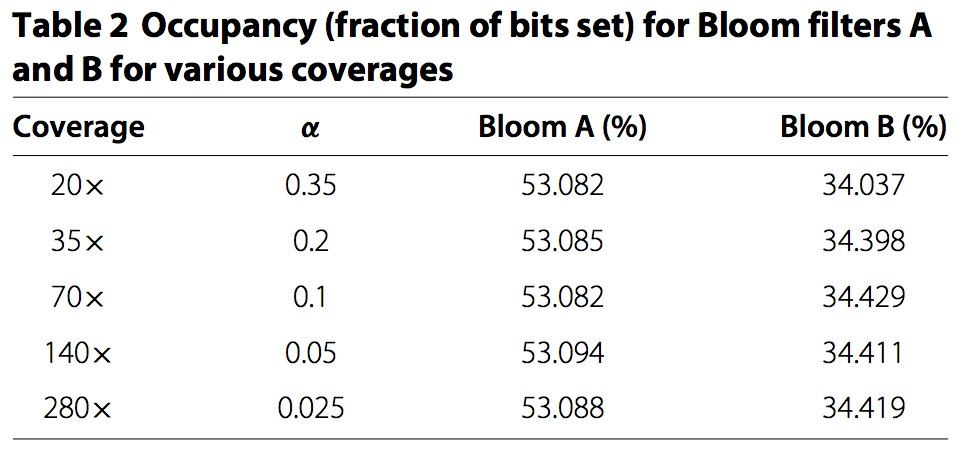 Table 2 Occupancy (fraction of bits set) for Bloom filters A
and B for various coverages
Coverage α Bloom A (%) Bloom B (%)
20× 0.35 53.082 34.037
35× 0.2 53.085 34.398
70× 0.1 53.082 34.429
140× 0.05 53.094 34.411
280× 0.025 53.088 34.419